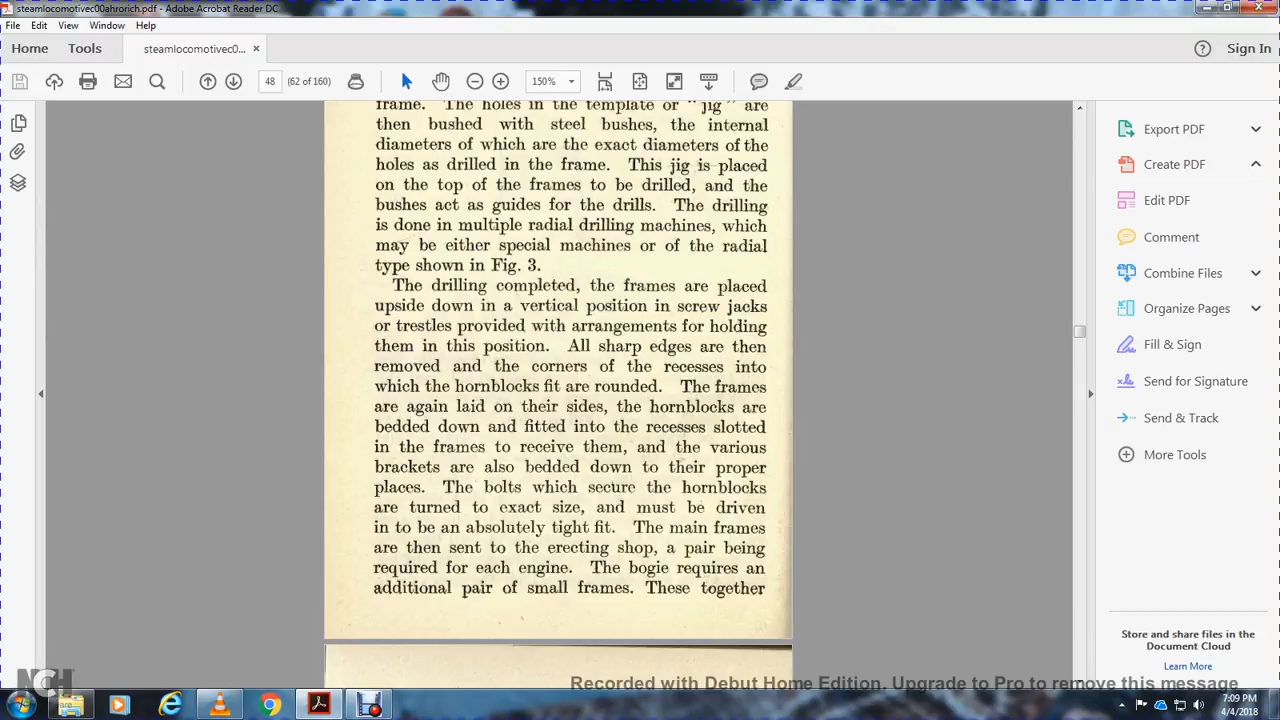 steamlocomotivec00ahrorich.pdf - Adobe Acrobat Reader DC
File Edit View Window Help
Home Tools steamlocomotivec0... × Sign In
48 (62 of 160) 150%
frame. The holes in the template or "jig" are
then bushed with steel bushes, the internal
diameters of which are the exact diameters of the
holes as drilled in the frame. This jig is placed
on the top of the frames to be drilled, and the
bushes act as guides for the drills. The drilling
is done in multiple radial drilling machines, which
may be either special machines or of the radial
type shown in Fig. 3.
The drilling completed, the frames are placed
upside down in a vertical position in screw jacks
or trestles provided with arrangements for holding
them in this position. All sharp edges are then
removed and the corners of the recesses into
which the hornblocks fit are rounded. The frames
are again laid on their sides, the hornblocks are
bedded down and fitted into the recesses slotted
in the frames to receive them, and the various
brackets are also bedded down to their proper
places. The bolts which secure the hornblocks
are turned to exact size, and must be driven
in to be an absolutely tight fit. The main frames
are then sent to the erecting shop, a pair being
required for each engine. The bogie requires an
additional pair of small frames. These together
Export PDF
Create PDF
Edit PDF
Comment
Combine Files
Organize Pages
Fill & Sign
Send for Signature
Send & Track
More Tools
Store and share files in the
Document Cloud
Learn More
NCH
Recorded with Debut Home Edition. Upgrade to Pro to remove this message
7:09 PM
4/4/2018